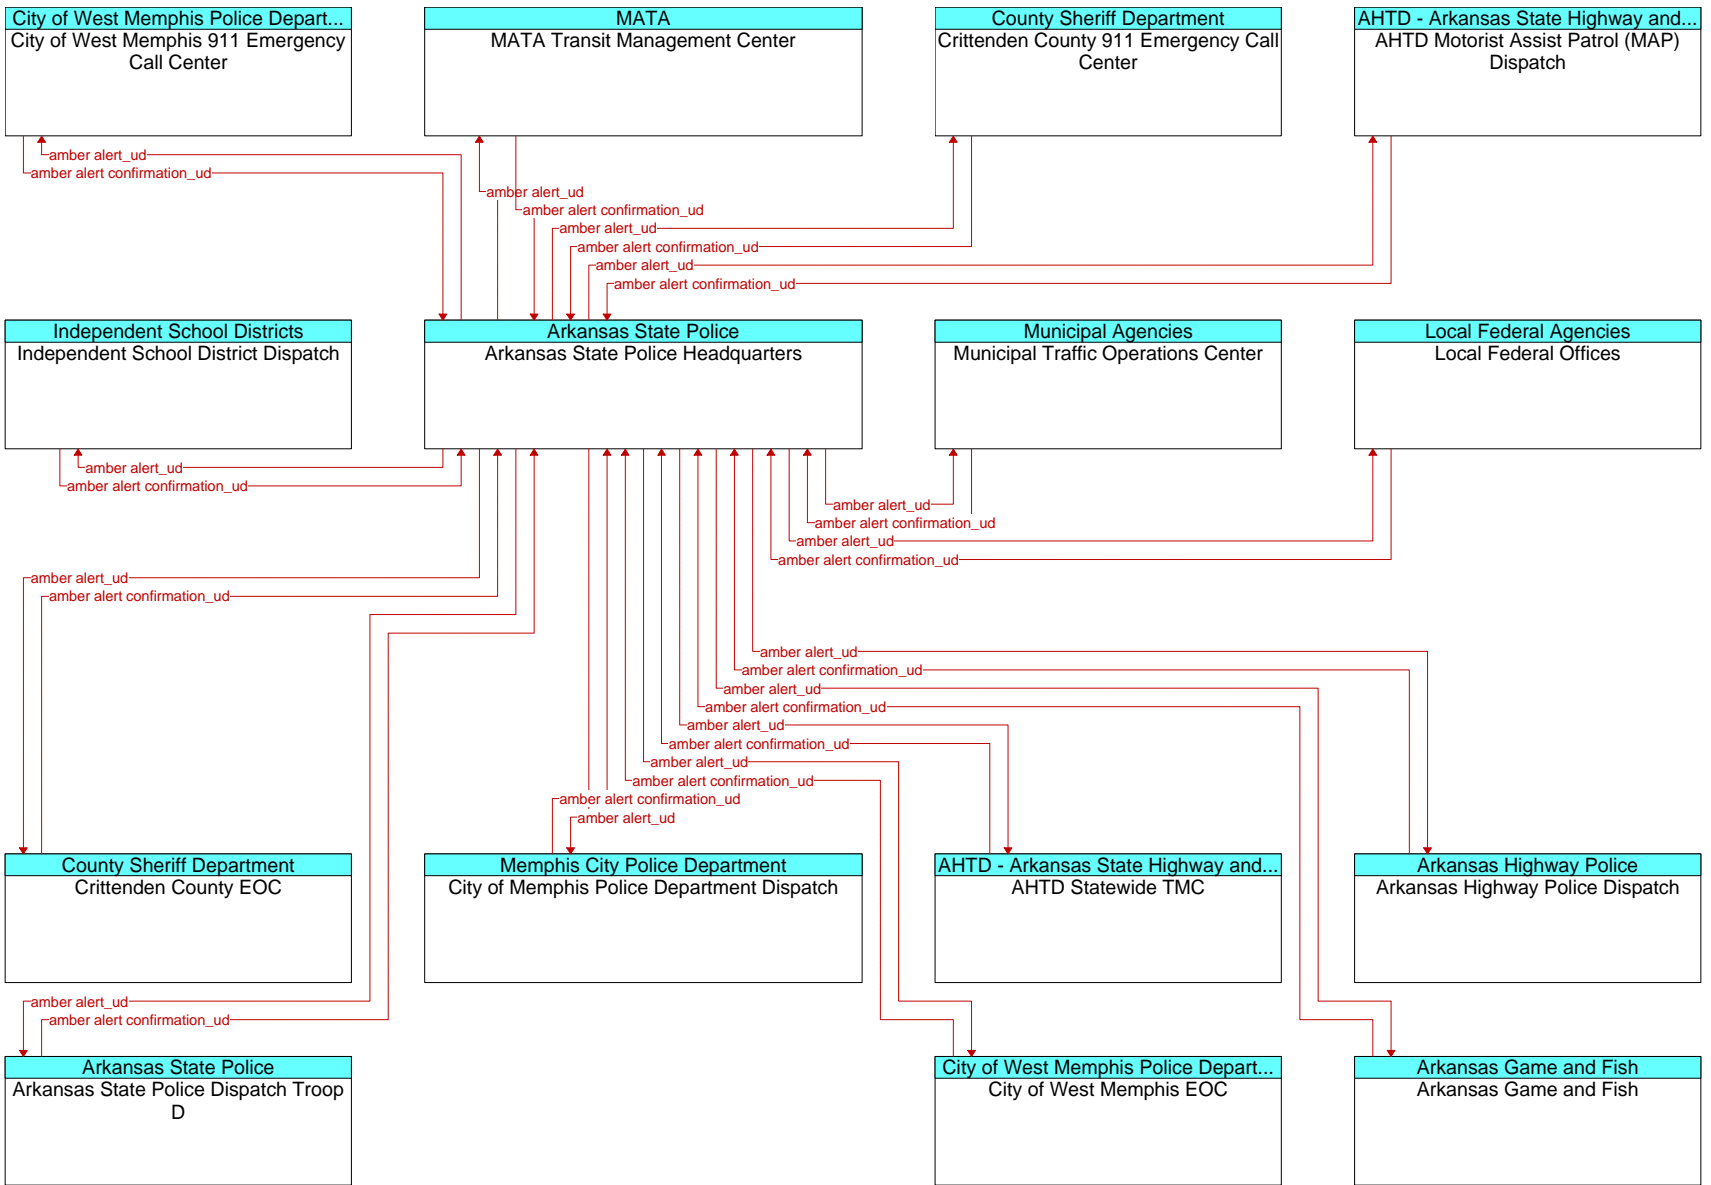 City of West Memphis Police Depart...
City of West Memphis 911 Emergency
Call Center
MATA
MATA Transit Management Center
County Sheriff Department
Crittenden County 911 Emergency Call
Center
AHTD - Arkansas State Highway and...
AHTD Motorist Assist Patrol (MAP)
Dispatch
amber alert_ud
amber alert confirmation_ud
amber alert_ud
amber alert confirmation_ud
amber alert_ud
amber alert confirmation_ud
amber alert_ud
amber alert confirmation_ud
Independent School Districts
Independent School District Dispatch
Arkansas State Police
Arkansas State Police Headquarters
Municipal Agencies
Municipal Traffic Operations Center
Local Federal Agencies
Local Federal Offices
amber alert_ud
amber alert confirmation_ud
amber alert_ud
amber alert confirmation_ud
amber alert_ud
amber alert confirmation_ud
amber alert_ud
amber alert confirmation_ud
amber alert_ud
amber alert confirmation_ud
amber alert_ud
amber alert confirmation_ud
amber alert_ud
amber alert confirmation_ud
amber alert_ud
amber alert confirmation_ud
amber alert confirmation_ud
amber alert_ud
County Sheriff Department
Crittenden County EOC
Memphis City Police Department
City of Memphis Police Department Dispatch
AHTD - Arkansas State Highway and...
AHTD Statewide TMC
Arkansas Highway Police
Arkansas Highway Police Dispatch
amber alert_ud
amber alert confirmation_ud
Arkansas State Police
Arkansas State Police Dispatch Troop
D
City of West Memphis Police Depart...
City of West Memphis EOC
Arkansas Game and Fish
Arkansas Game and Fish